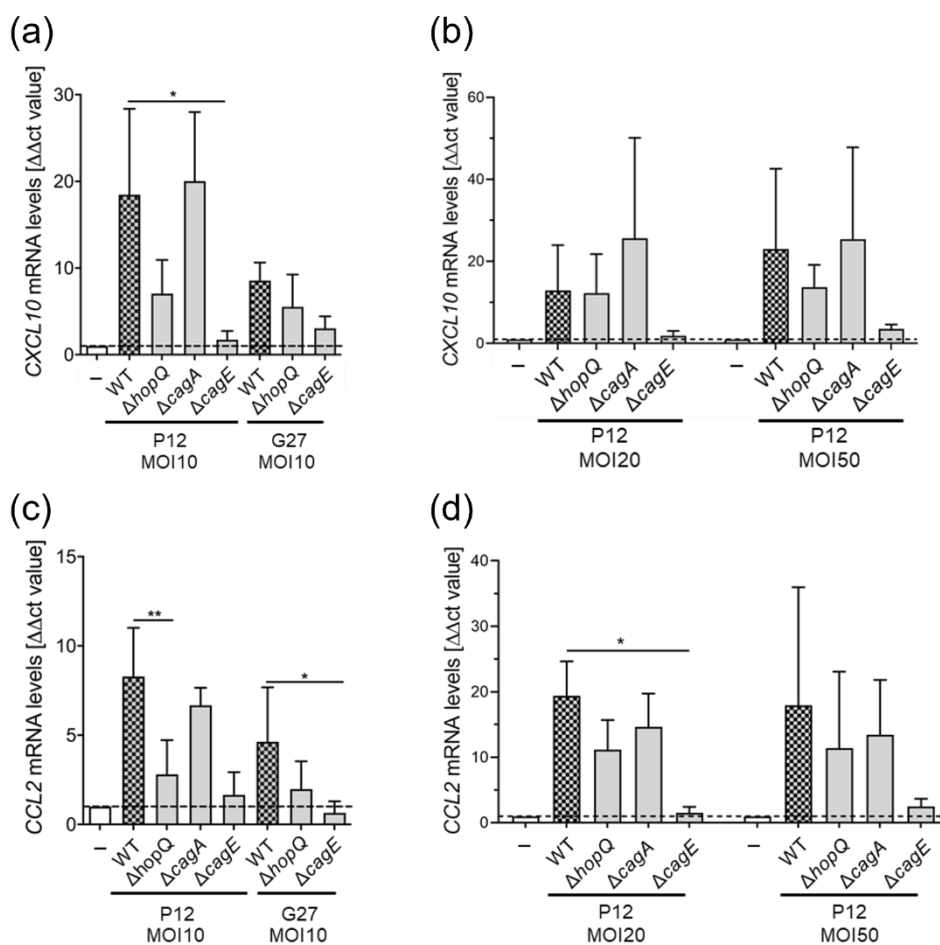 (a)
CXCL10 mRNA levels [ΔΔct value]
30
20
10
0
*
– WT ΔhopQ ΔcagA ΔcagE WT ΔhopQ ΔcagE
P12 G27
MOI10 MOI10
(b)
CXCL10 mRNA levels [ΔΔct value]
60
40
20
0
– WT ΔhopQ ΔcagA ΔcagE – WT ΔhopQ ΔcagA ΔcagE
P12 P12
MOI20 MOI50
(c)
CCL2 mRNA levels [ΔΔct value]
15
10
5
0
**
*
– WT ΔhopQ ΔcagA ΔcagE WT ΔhopQ ΔcagE
P12 G27
MOI10 MOI10
(d)
CCL2 mRNA levels [ΔΔct value]
40
30
20
10
0
*
– WT ΔhopQ ΔcagA ΔcagE – WT ΔhopQ ΔcagA ΔcagE
P12 P12
MOI20 MOI50